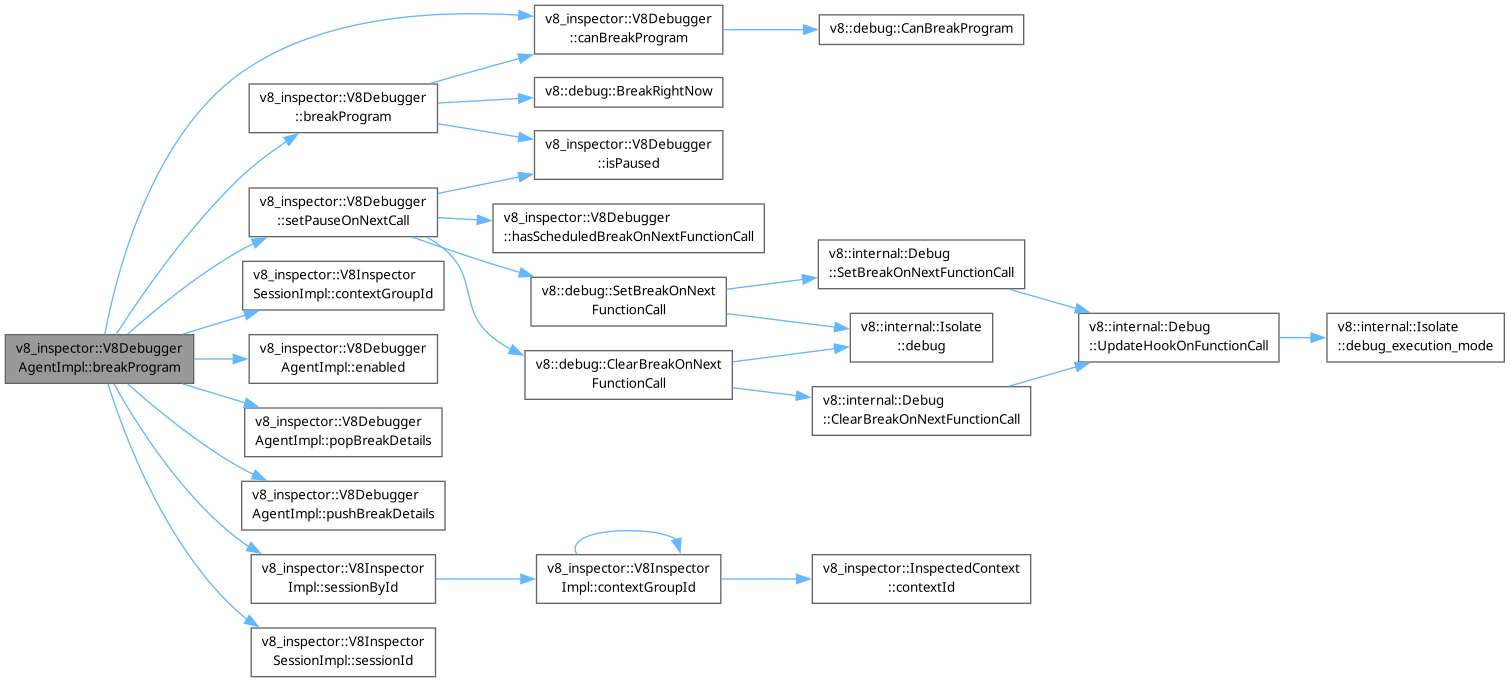 v8_inspector::V8Debugger
AgentImpl::breakProgram
v8_inspector::V8Debugger
::canBreakProgram
v8::debug::CanBreakProgram
v8_inspector::V8Debugger
::breakProgram
v8::debug::BreakRightNow
v8_inspector::V8Debugger
::isPaused
v8_inspector::V8Debugger
::setPauseOnNextCall
v8_inspector::V8Debugger
::hasScheduledBreakOnNextFunctionCall
v8::debug::SetBreakOnNext
FunctionCall
v8::internal::Debug
::SetBreakOnNextFunctionCall
v8::internal::Isolate
::debug
v8::internal::Debug
::UpdateHookOnFunctionCall
v8::internal::Isolate
::debug_execution_mode
v8::debug::ClearBreakOnNext
FunctionCall
v8::internal::Debug
::ClearBreakOnNextFunctionCall
v8_inspector::V8Inspector
SessionImpl::contextGroupId
v8_inspector::V8Debugger
AgentImpl::enabled
v8_inspector::V8Debugger
AgentImpl::popBreakDetails
v8_inspector::V8Debugger
AgentImpl::pushBreakDetails
v8_inspector::V8Inspector
Impl::sessionById
v8_inspector::V8Inspector
Impl::contextGroupId
v8_inspector::InspectedContext
::contextId
v8_inspector::V8Inspector
SessionImpl::sessionId